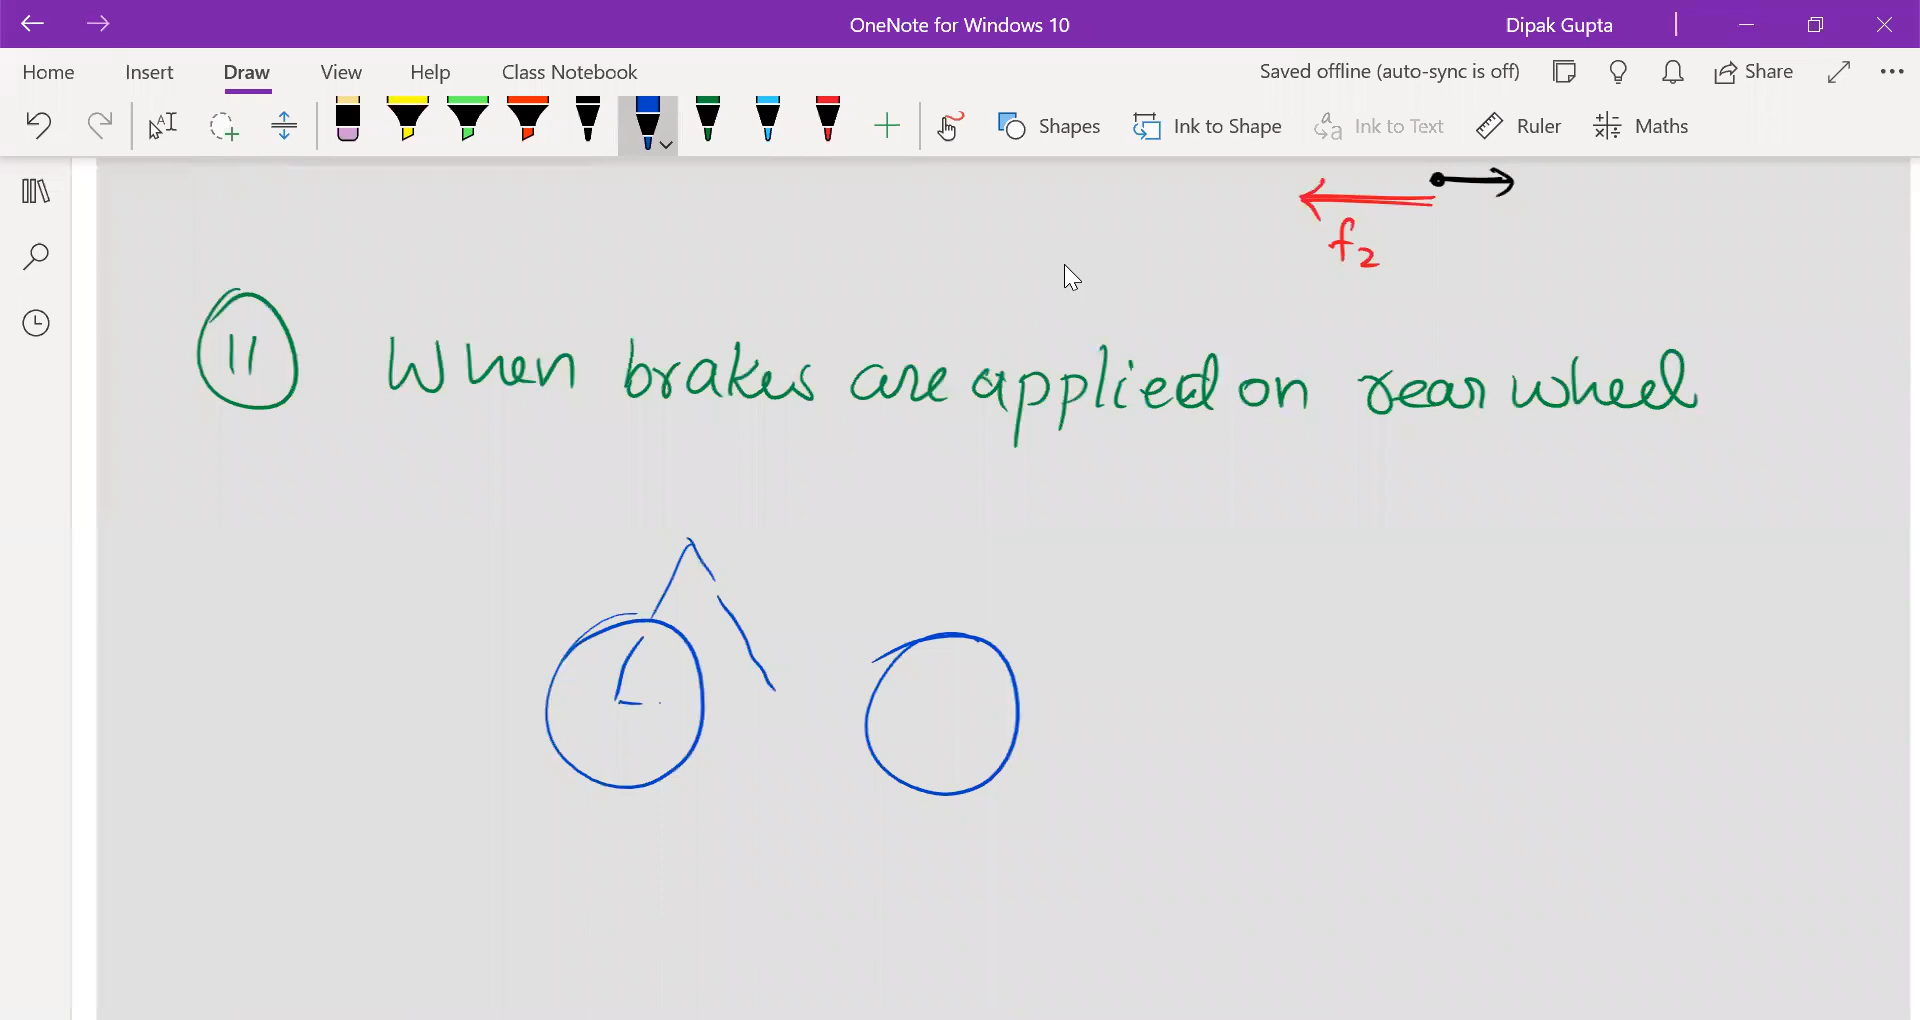 OneNote for Windows 10
Dipak Gupta
Home Insert Draw View Help Class Notebook
Saved offline (auto-sync is off)
Share
Shapes
Ink to Shape
Ink to Text
Ruler
Maths
f2
11 When brakes are applied on rear wheel